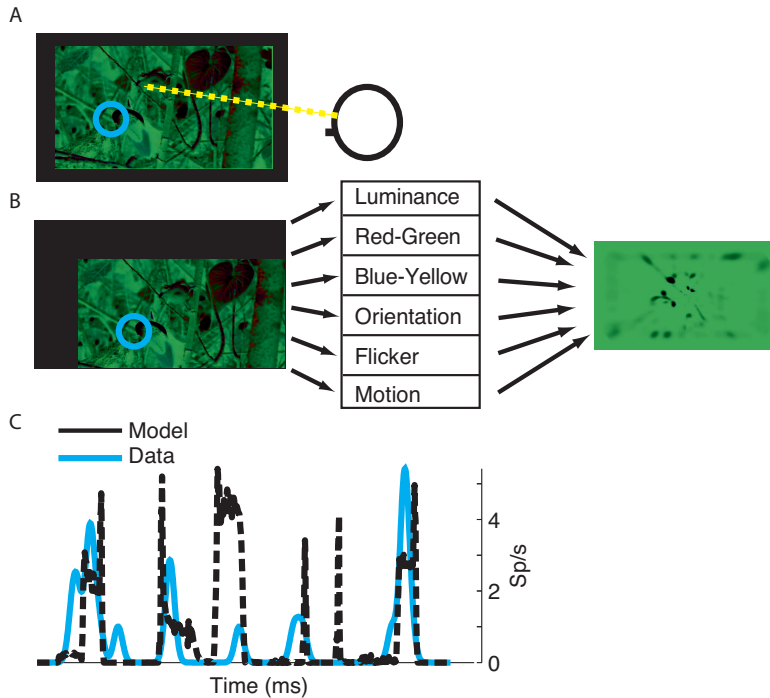 A
B
Luminance
Red-Green
Blue-Yellow
Orientation
Flicker
Motion
C
Model
Data
4
2
0
Sp/s
Time (ms)